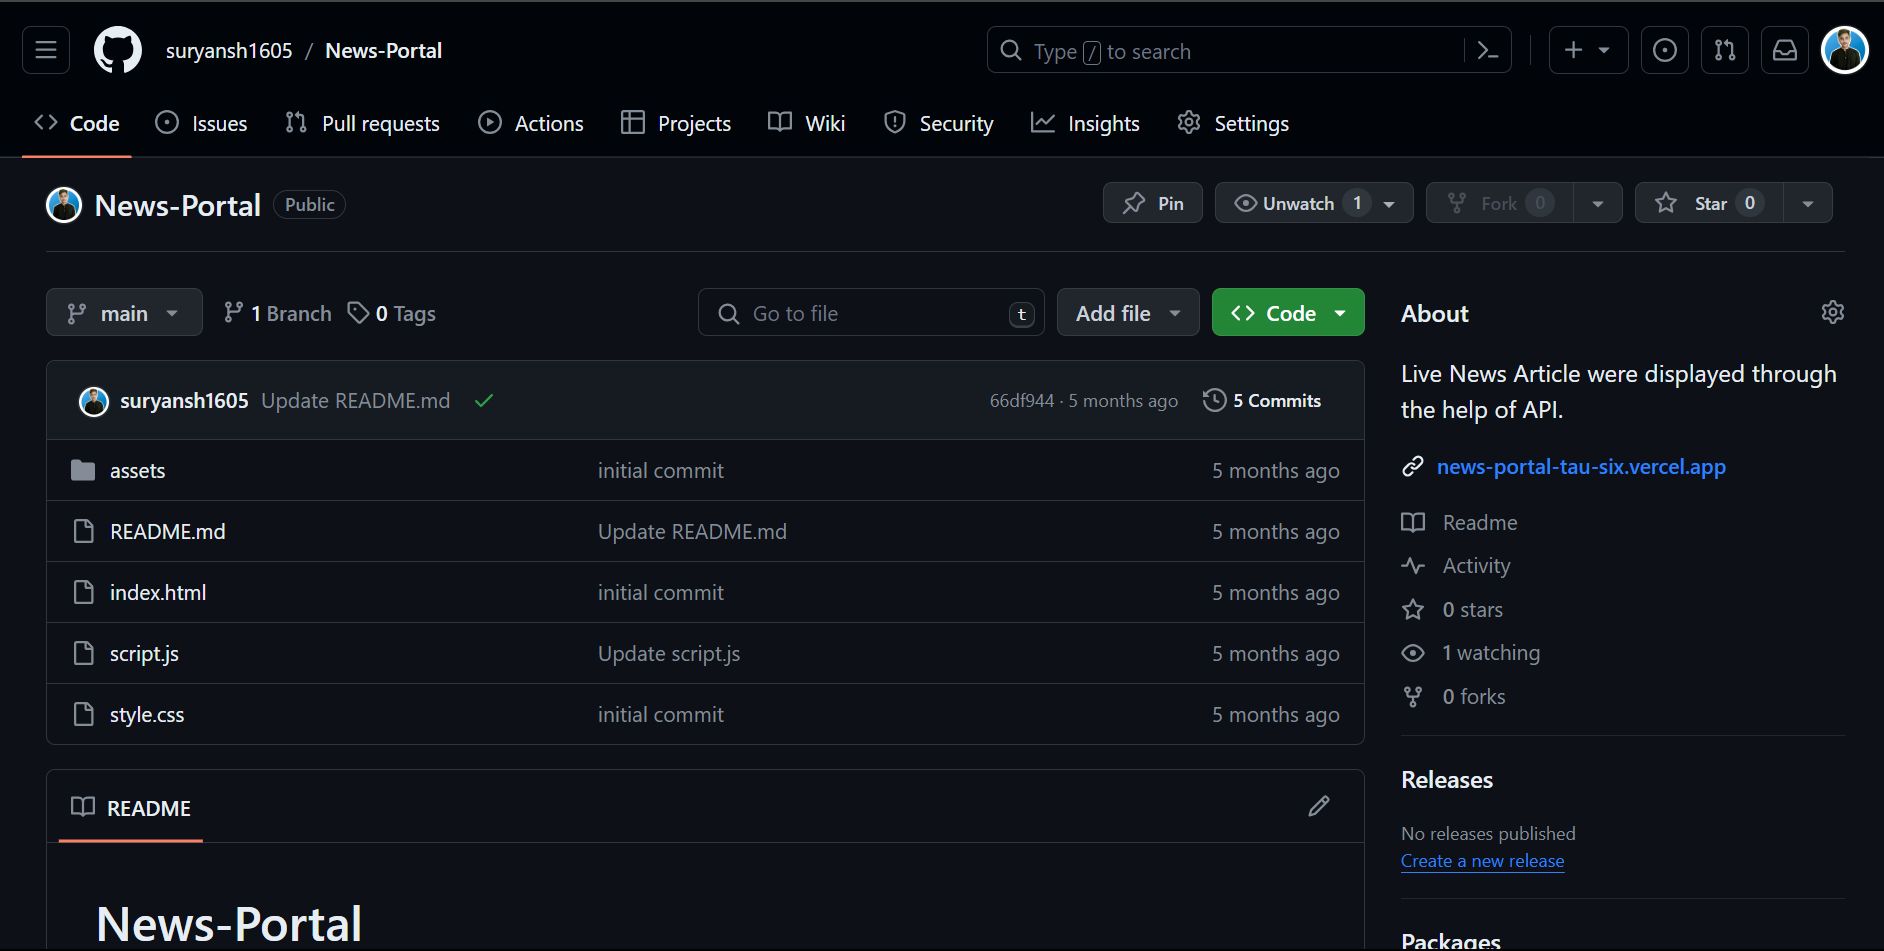 suryansh1605 / News-Portal
Type / to search
Code Issues Pull requests Actions Projects Wiki Security Insights Settings
News-Portal Public
Pin Unwatch 1 Fork 0 Star 0
main 1 Branch 0 Tags Go to file t Add file Code
suryansh1605 Update README.md 66df944 · 5 months ago 5 Commits
assets initial commit 5 months ago
README.md Update README.md 5 months ago
index.html initial commit 5 months ago
script.js Update script.js 5 months ago
style.css initial commit 5 months ago
README
News-Portal
About
Live News Article were displayed through
the help of API.
news-portal-tau-six.vercel.app
Readme
Activity
0 stars
1 watching
0 forks
Releases
No releases published
Create a new release
Packages